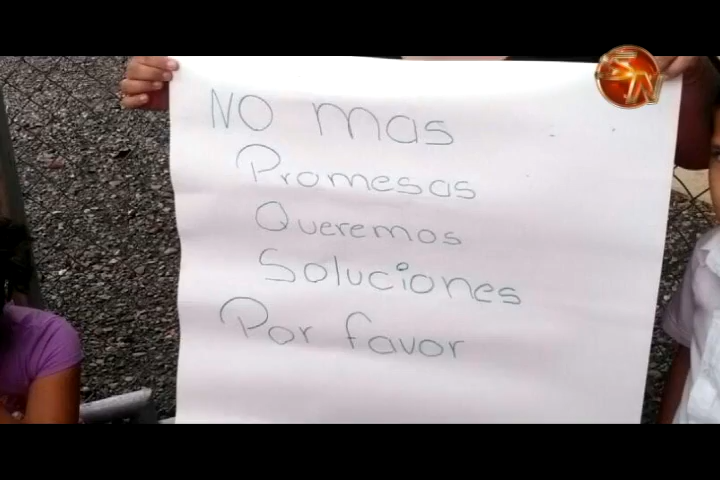 NO mas
Promesas
Queremos
Soluciones
Por favor